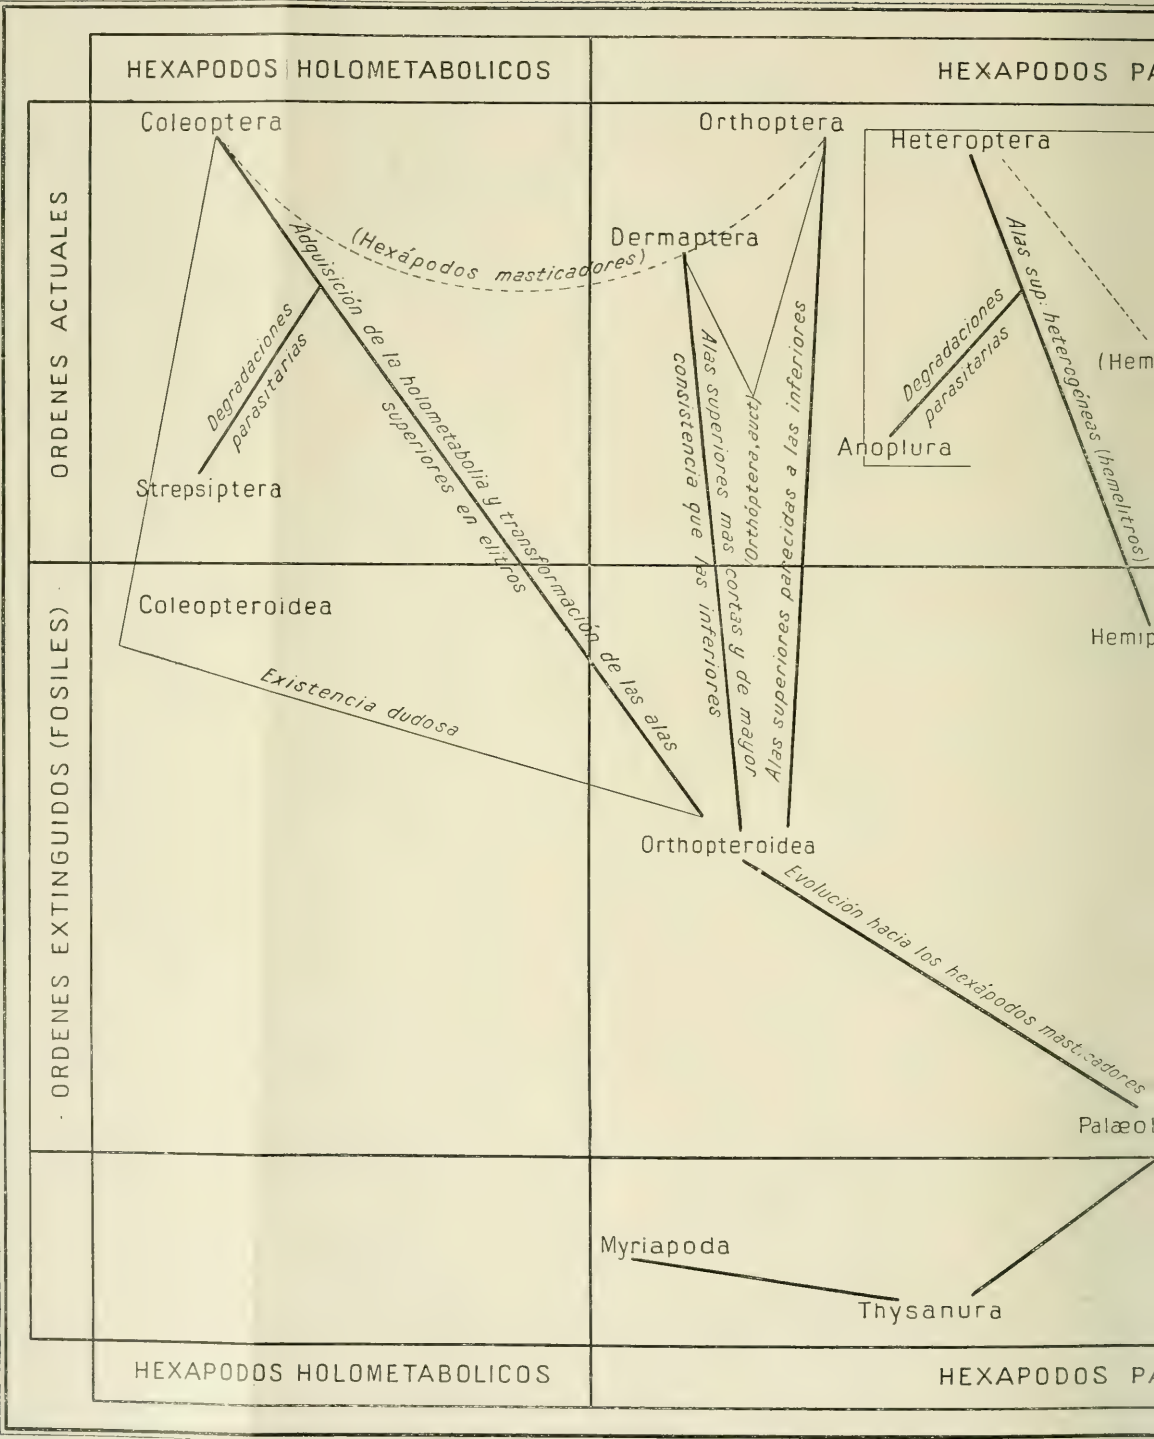 HEXAPODOS HOLOMETABOLICOS
HEXAPODOS PA
ORDENES ACTUALES
Coleoptera
Orthoptera
Heteroptera
Dermaptera
(Hexápodos masticadores)
Adquisición de la holometabolia y transformación de las alas
superiores en elitros
Degradaciones
parasitarias
Strepsiptera
Alas superiores mas cortas y de mayor
consistencia que las inferiores
(Orthóptera, auct)
Alas superiores parecidas a las inferiores
Alas sup: heterogéneas (hemelitros)
Degradaciones
parasitarias
(Hem
Anoplura
ORDENES EXTINGUIDOS (FOSILES)
Coleopteroidea
Existencia dudosa
Hemip
Orthopteroidea
Evolución hacia los hexápodos masticadores
Palæo
Myriapoda
Thysanura
HEXAPODOS HOLOMETABOLICOS
HEXAPODOS PA